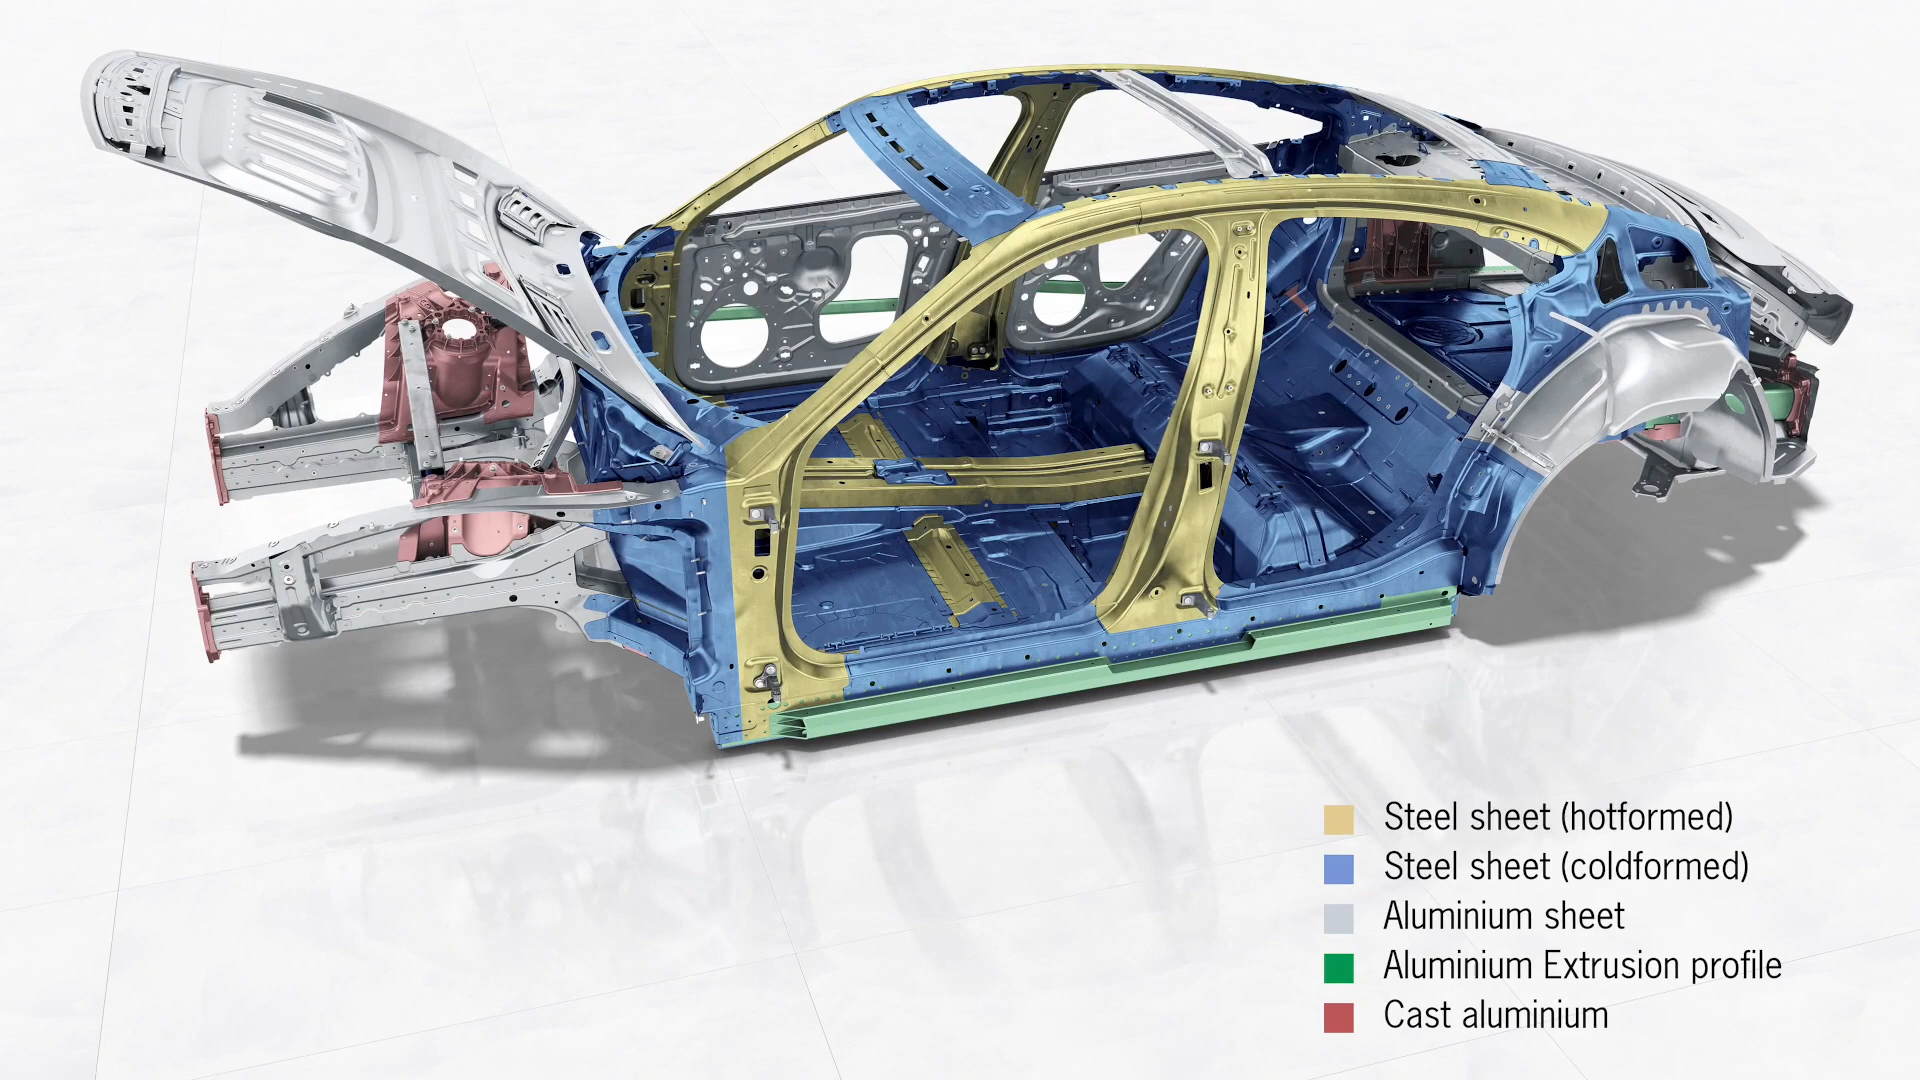 Steel sheet (hotformed)
Steel sheet (coldformed)
Aluminium sheet
Aluminium Extrusion profile
Cast aluminium